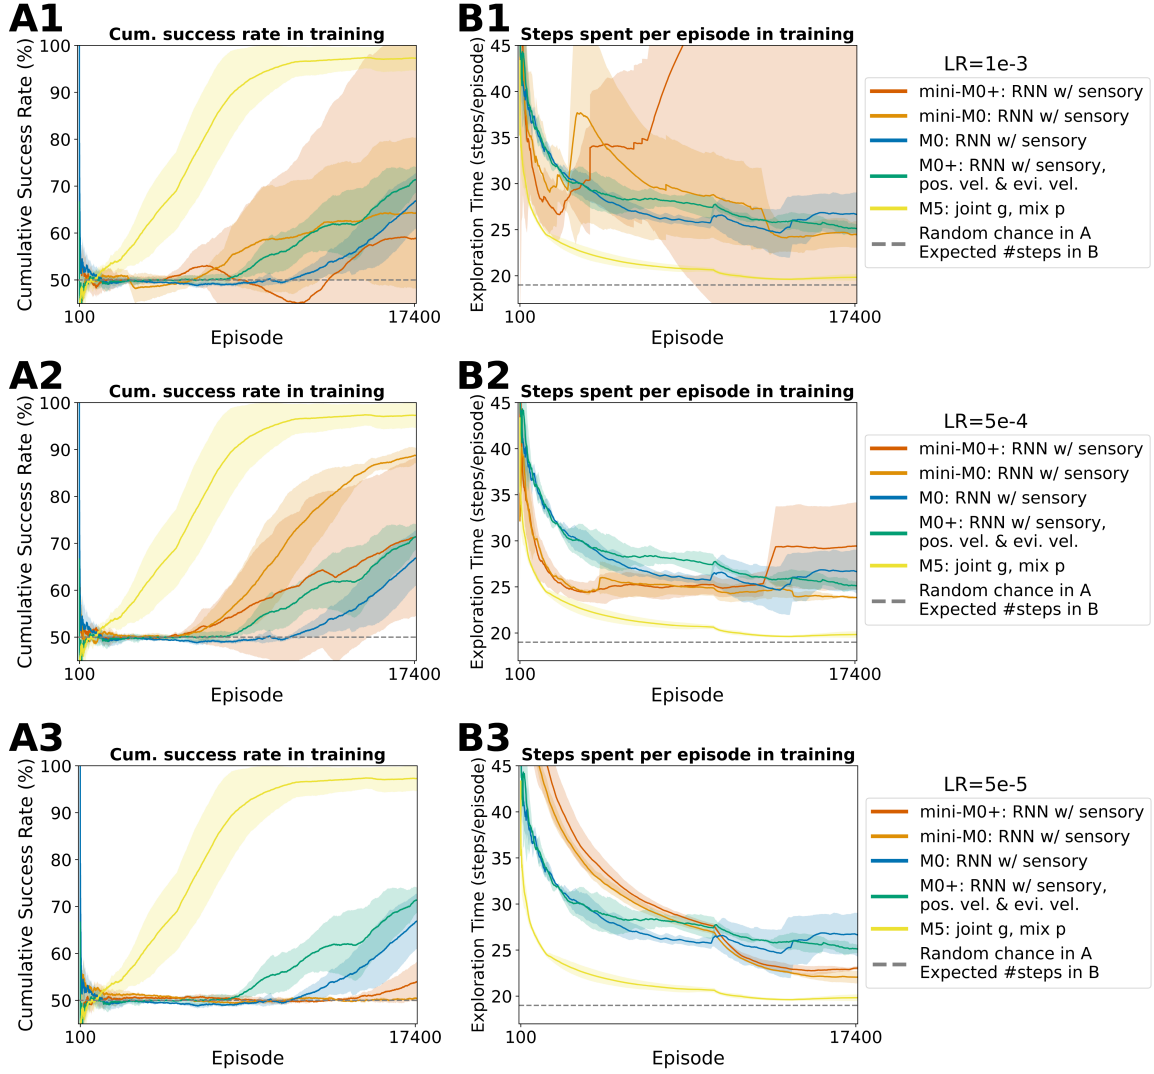 A1
Cum. success rate in training
Cumulative Success Rate (%)
100
90
80
70
60
50
100
17400
Episode
B1
Steps spent per episode in training
Exploration Time (steps/episode)
45
40
35
30
25
20
100
17400
Episode
LR=1e-3
mini-M0+: RNN w/ sensory
mini-M0: RNN w/ sensory
M0: RNN w/ sensory
M0+: RNN w/ sensory,
pos. vel. & evi. vel.
M5: joint g, mix p
Random chance in A
Expected #steps in B
A2
Cum. success rate in training
Cumulative Success Rate (%)
100
90
80
70
60
50
100
17400
Episode
B2
Steps spent per episode in training
Exploration Time (steps/episode)
45
40
35
30
25
20
100
17400
Episode
LR=5e-4
mini-M0+: RNN w/ sensory
mini-M0: RNN w/ sensory
M0: RNN w/ sensory
M0+: RNN w/ sensory,
pos. vel. & evi. vel.
M5: joint g, mix p
Random chance in A
Expected #steps in B
A3
Cum. success rate in training
Cumulative Success Rate (%)
100
90
80
70
60
50
100
17400
Episode
B3
Steps spent per episode in training
Exploration Time (steps/episode)
45
40
35
30
25
20
100
17400
Episode
LR=5e-5
mini-M0+: RNN w/ sensory
mini-M0: RNN w/ sensory
M0: RNN w/ sensory
M0+: RNN w/ sensory,
pos. vel. & evi. vel.
M5: joint g, mix p
Random chance in A
Expected #steps in B